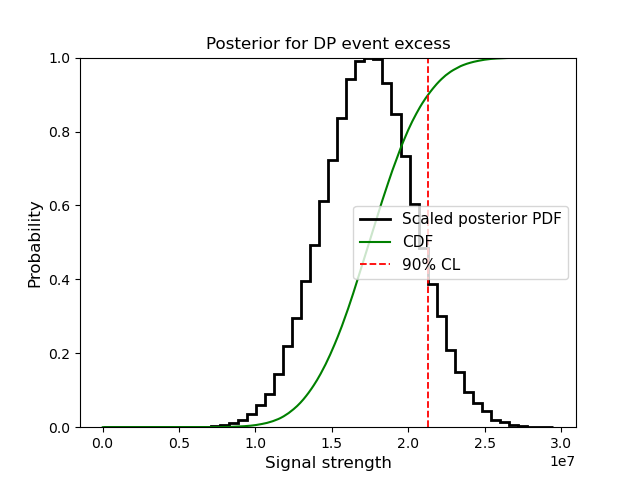 Posterior for DP event excess
Probability
1.0
0.8
0.6
0.4
0.2
0.0
Scaled posterior PDF
CDF
90% CL
0.0 0.5 1.0 1.5 2.0 2.5 3.0
1e7
Signal strength